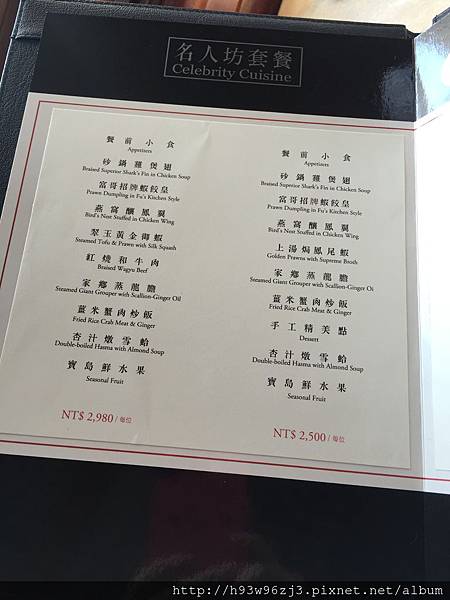 名人坊套餐
Celebrity Cuisine
餐前小食
Appetizers
砂鍋雞煲翅
Braised Superior Shark's Fin in Chicken Soup
富哥招牌蝦餃皇
Prawn Dumpling in Fu's Kitchen Style
燕窩釀鳳翼
Bird's Nest Stuffed in Chicken Wing
翠玉黃金御蝦
Steamed Tofu & Prawn with Silk Squash
紅燒和牛肉
Braised Wagyu Beef
家鄉蒸龍膽
Steamed Giant Grouper with Scallion-Ginger Oil
薑米蟹肉炒飯
Fried Rice Crab Meat & Ginger
杏汁燉雪蛤
Double-boiled Hasma with Almond Soup
寶島鮮水果
Seasonal Fruit
NT$ 2,980 / 每位
餐前小食
Appetizers
砂鍋雞煲翅
Braised Superior Shark's Fin in Chicken Soup
富哥招牌蝦餃皇
Prawn Dumpling in Fu's Kitchen Style
燕窩釀鳳翼
Bird's Nest Stuffed in Chicken Wing
上湯焗鳳尾蝦
Golden Prawns with Supreme Broth
家鄉蒸龍膽
Steamed Giant Grouper with Scallion-Ginger Oi
薑米蟹肉炒飯
Fried Rice Crab Meat & Ginger
手工精美點
Dessert
杏汁燉雪蛤
Double-boiled Hasma with Almond Soup
寶島鮮水果
Seasonal Fruit
NT$ 2,500 / 每位
http://h93w96zj3.pixnet.net/album